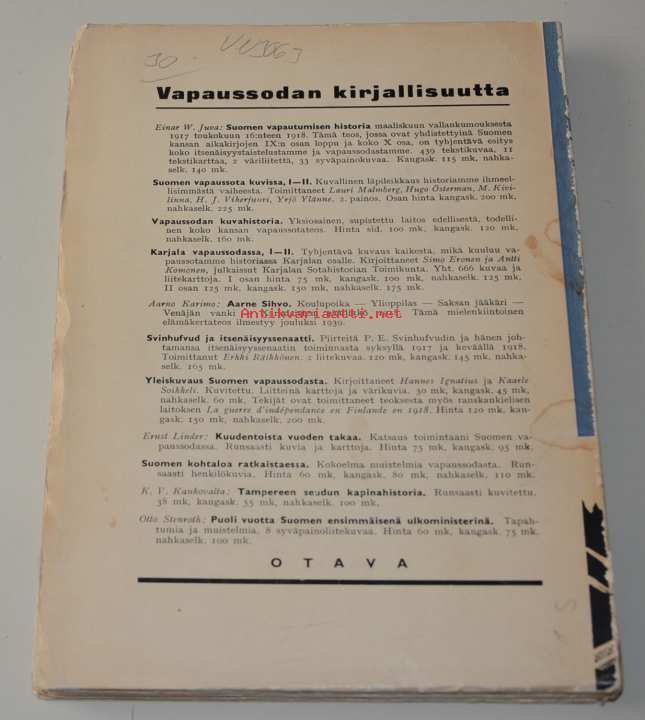 30 -
VV3063
Vapaussodan kirjallisuutta
Einar W. Juva: Suomen vapautumisen historia maaliskuun vallankumouksesta
1917 toukokuun 16:nteen 1918. Tämä teos, jossa ovat yhdistettyinä Suomen
kansan aikakirjojen IX:n osan loppu ja koko X osa, on tyhjentävä esitys
koko itsenäisyystaistelustamme ja vapaussodastamme. 439 tekstikuvaa, 11
tekstikarttaa, 2 väriliitettä, 33 syväpainokuvaa. Kangask. 115 mk, nahka-
selk. 140 mk.
Suomen vapaussota kuvissa, I—II. Kuvallinen läpileikkaus historiamme ihmeel-
lisimmästä vaiheesta. Toimittaneet Lauri Malmberg, Hugo Österman, M. Kivi-
linna, H. J. Viherjuuri, Yrjö Ylänne. 2. painos. Osan hinta kangask. 200 mk,
nahkaselk. 225 mk.
Vapaussodan kuvahistoria. Yksiosainen, supistettu laitos edellisestä, todelli-
nen koko kansan vapaussotateos. Hinta sid. 100 mk, kangask. 120 mk,
nahkaselk. 160 mk.
Karjala vapaussodassa, I—II. Tyhjentävä kuvaus kaikesta, mikä kuuluu va-
paussotamme historiassa Karjalan osalle. Kirjoittaneet Simo Eronen ja Antti
Komonen, julkaissut Karjalan Sotahistorian Toimikunta. Yht. 666 kuvaa ja
liitekarttoja. I osan hinta 75 mk, kangask. 100 mk, nahkaselk. 125 mk,
II osan 125 mk, kangask. 150 mk, nahkaselk. 175 mk.
Aarno Karimo: Aarne Sihvo. Koulupoika — Ylioppilas — Saksan jääkäri —
Venäjän vanki — Karjalan päällikkö. Tämä mielenkiintoinen
Antikvariaatti.net
elämäkertateos ilmestyy jouluksi 1939.
Svinhufvud ja itsenäisyyssenaatti. Piirteitä P. E. Svinhufvudin ja hänen joh-
tamansa itsenäisyyssenaatin toiminnasta syksyllä 1917 ja keväällä 1918.
Toimittanut Erkki Räikkönen. 2 liitekuvaa. 120 mk, kangask. 145 mk, nahka-
selk. 165 mk.
Yleiskuvaus Suomen vapaussodasta. Kirjoittaneet Hannes Ignatius ja Kaarle
Soikkeli. Kuvitettu. Liitteinä karttoja ja värikuvia. 30 mk, kangask. 45 mk,
nahkaselk. 60 mk. Tekijät ovat toimittaneet teoksesta myös ranskankielisen
laitoksen La guerre d'indépendance en Finlande en 1918. Hinta 120 mk, kan-
gask. 150 mk, nahkaselk. 200 mk.
Ernst Linder: Kuudentoista vuoden takaa. Katsaus toimintaani Suomen va-
paussodassa. Runsaasti kuvia ja karttoja. Hinta 75 mk, kangask. 95 mk.
Suomen kohtaloa ratkaistaessa. Kokoelma muistelmia vapaussodasta. Run-
saasti henkilökuvia. Hinta 60 mk, kangask. 80 mk, nahkaselk. 110 mk.
K. V. Kaukovalta: Tampereen seudun kapinahistoria. Runsaasti kuvitettu.
38 mk, kangask. 55 mk, nahkaselk. 100 mk.
Otto Stenroth: Puoli vuotta Suomen ensimmäisenä ulkoministerinä. Tapah-
tumia ja muistelmia. 8 syväpainoliitekuvaa. Hinta 60 mk, kangask. 75 mk,
nahkaselk. 100 mk.
OTAVA